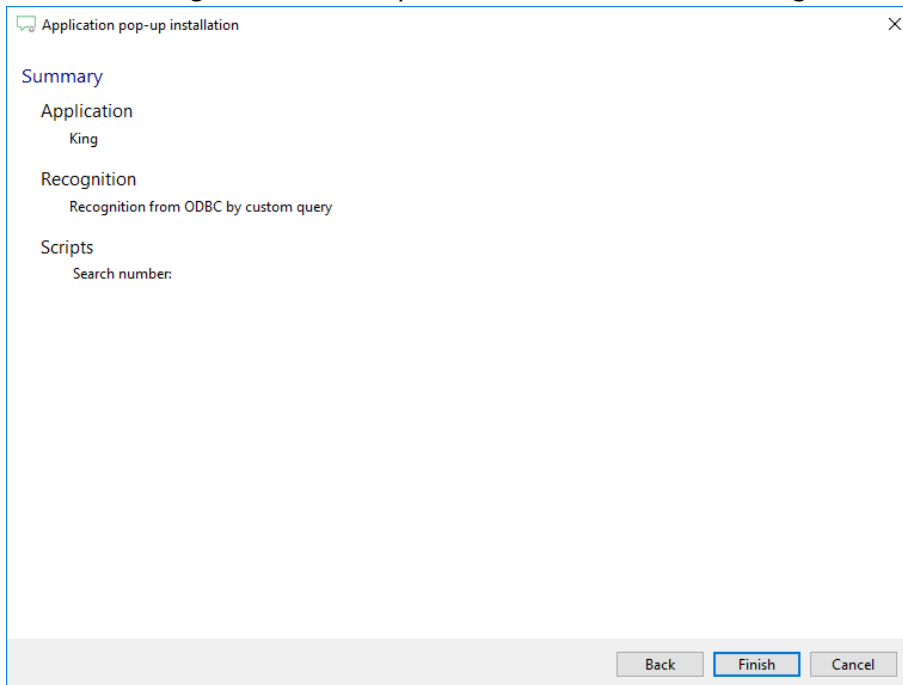 Application pop-up installation
Summary
Application
King
Recognition
Recognition from ODBC by custom query
Scripts
Search number:
Back Finish Cancel